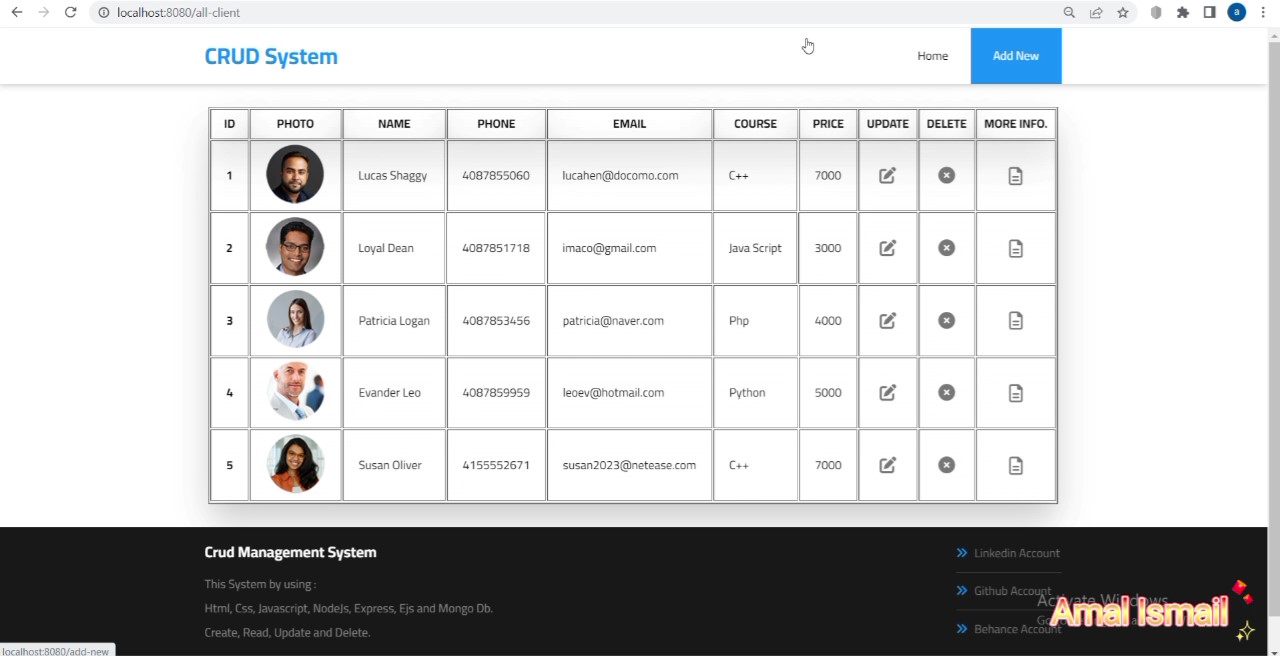 localhost:8080/all-client
a
CRUD System
Home
Add New
ID PHOTO NAME PHONE EMAIL COURSE PRICE UPDATE DELETE MORE INFO.
1 Lucas Shaggy 4087855060 lucahen@docomo.com C++ 7000
2 Loyal Dean 4087851718 imaco@gmail.com Java Script 3000
3 Patricia Logan 4087853456 patricia@naver.com Php 4000
4 Evander Leo 4087859959 leoev@hotmail.com Python 5000
5 Susan Oliver 4155552671 susan2023@netease.com C++ 7000
Crud Management System
This System by using :
Html, Css, Javascript, NodeJs, Express, Ejs and Mongo Db.
Create, Read, Update and Delete.
Linkedin Account
Github Account
Behance Account
Activate Windows
Amal Ismail
localhost:8080/add-new